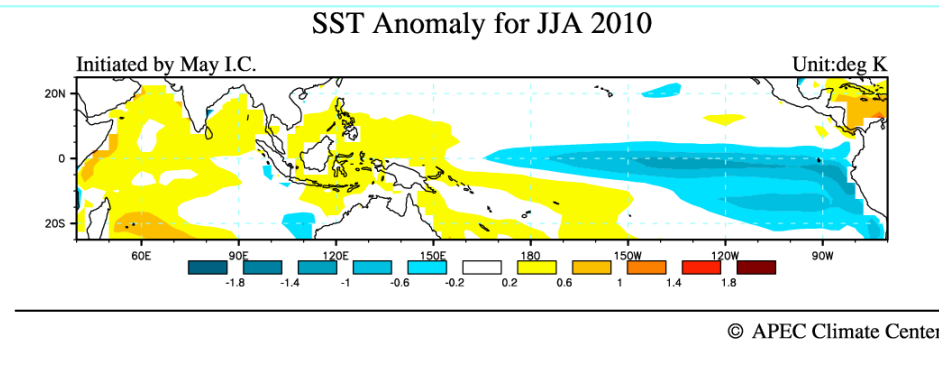 SST Anomaly for JJA 2010
Initiated by May I.C. Unit:deg K
20N
0
20S
60E 90E 120E 150E 180 150W 120W 90W
-1.8 -1.4 -1 -0.6 -0.2 0.2 0.6 1 1.4 1.8
© APEC Climate Center